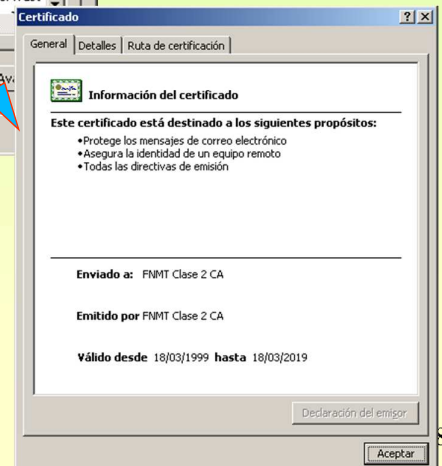 Certificado
General Detalles Ruta de certificación
Información del certificado
Este certificado está destinado a los siguientes propósitos:
•Protege los mensajes de correo electrónico
•Asegura la identidad de un equipo remoto
•Todas las directivas de emisión
Enviado a: FNMT Clase 2 CA
Emitido por FNMT Clase 2 CA
Válido desde 18/03/1999 hasta 18/03/2019
Declaración del emisor
Aceptar